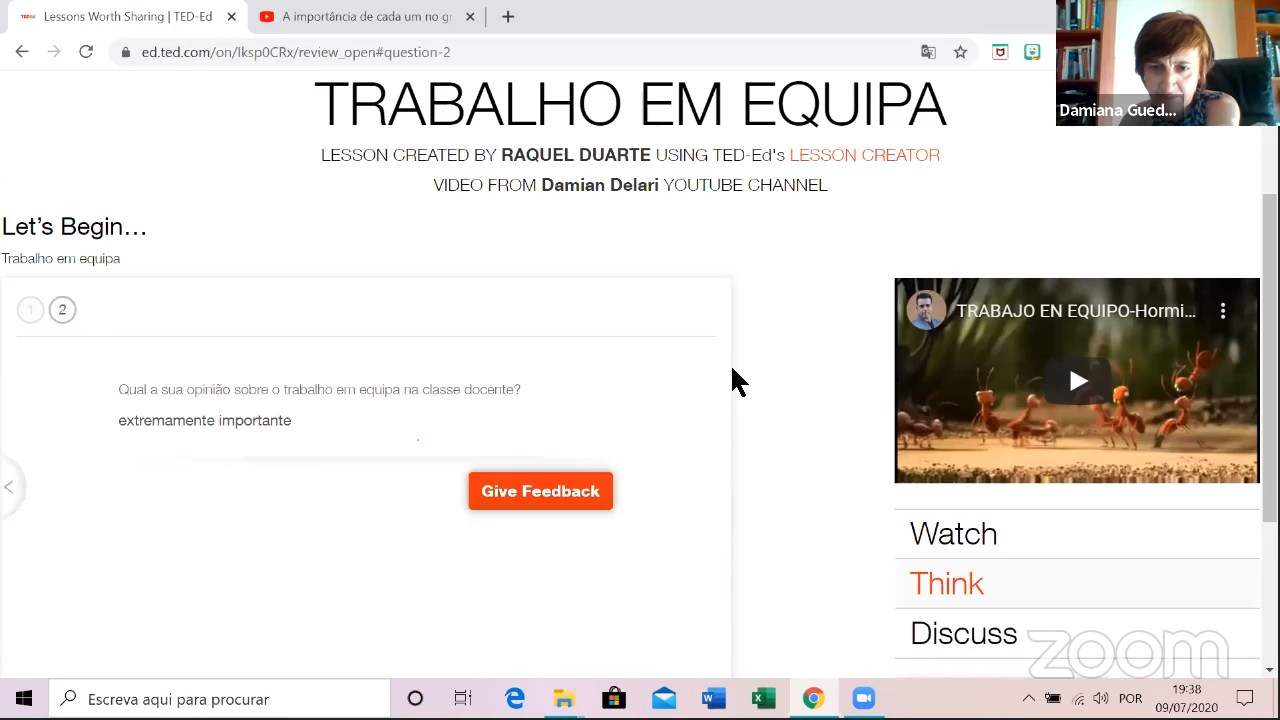 Lessons Worth Sharing | TED-Ed
A importância de cada um no gr
ed.ted.com/on/lksp0CRx/review_open#question-2
Damiana Gued...
TRABALHO EM EQUIPA
LESSON CREATED BY RAQUEL DUARTE USING TED-Ed's LESSON CREATOR
VIDEO FROM Damian Delari YOUTUBE CHANNEL
Let's Begin…
Trabalho em equipa
1 2
Qual a sua opinião sobre o trabalho em equipa na classe docente?
extremamente importante
Give Feedback
TRABAJO EN EQUIPO-Hormi...
Watch
Think
Discuss
zoom
Escreva aqui para procurar
POR
19:38
09/07/2020